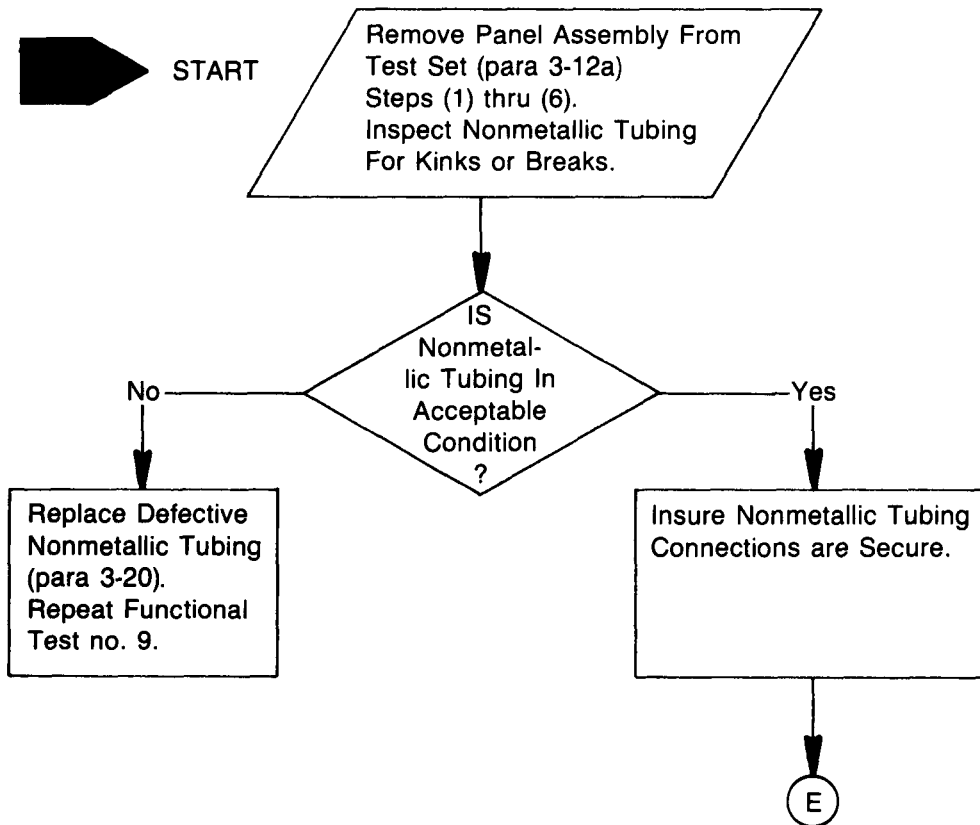 START
Remove Panel Assembly From
Test Set (para 3-12a)
Steps (1) thru (6).
Inspect Nonmetallic Tubing
For Kinks or Breaks.
IS
Nonmetal-
lic Tubing In
Acceptable
Condition
?
No
Yes
Replace Defective
Nonmetallic Tubing
(para 3-20).
Repeat Functional
Test no. 9.
Insure Nonmetallic Tubing
Connections are Secure.
E